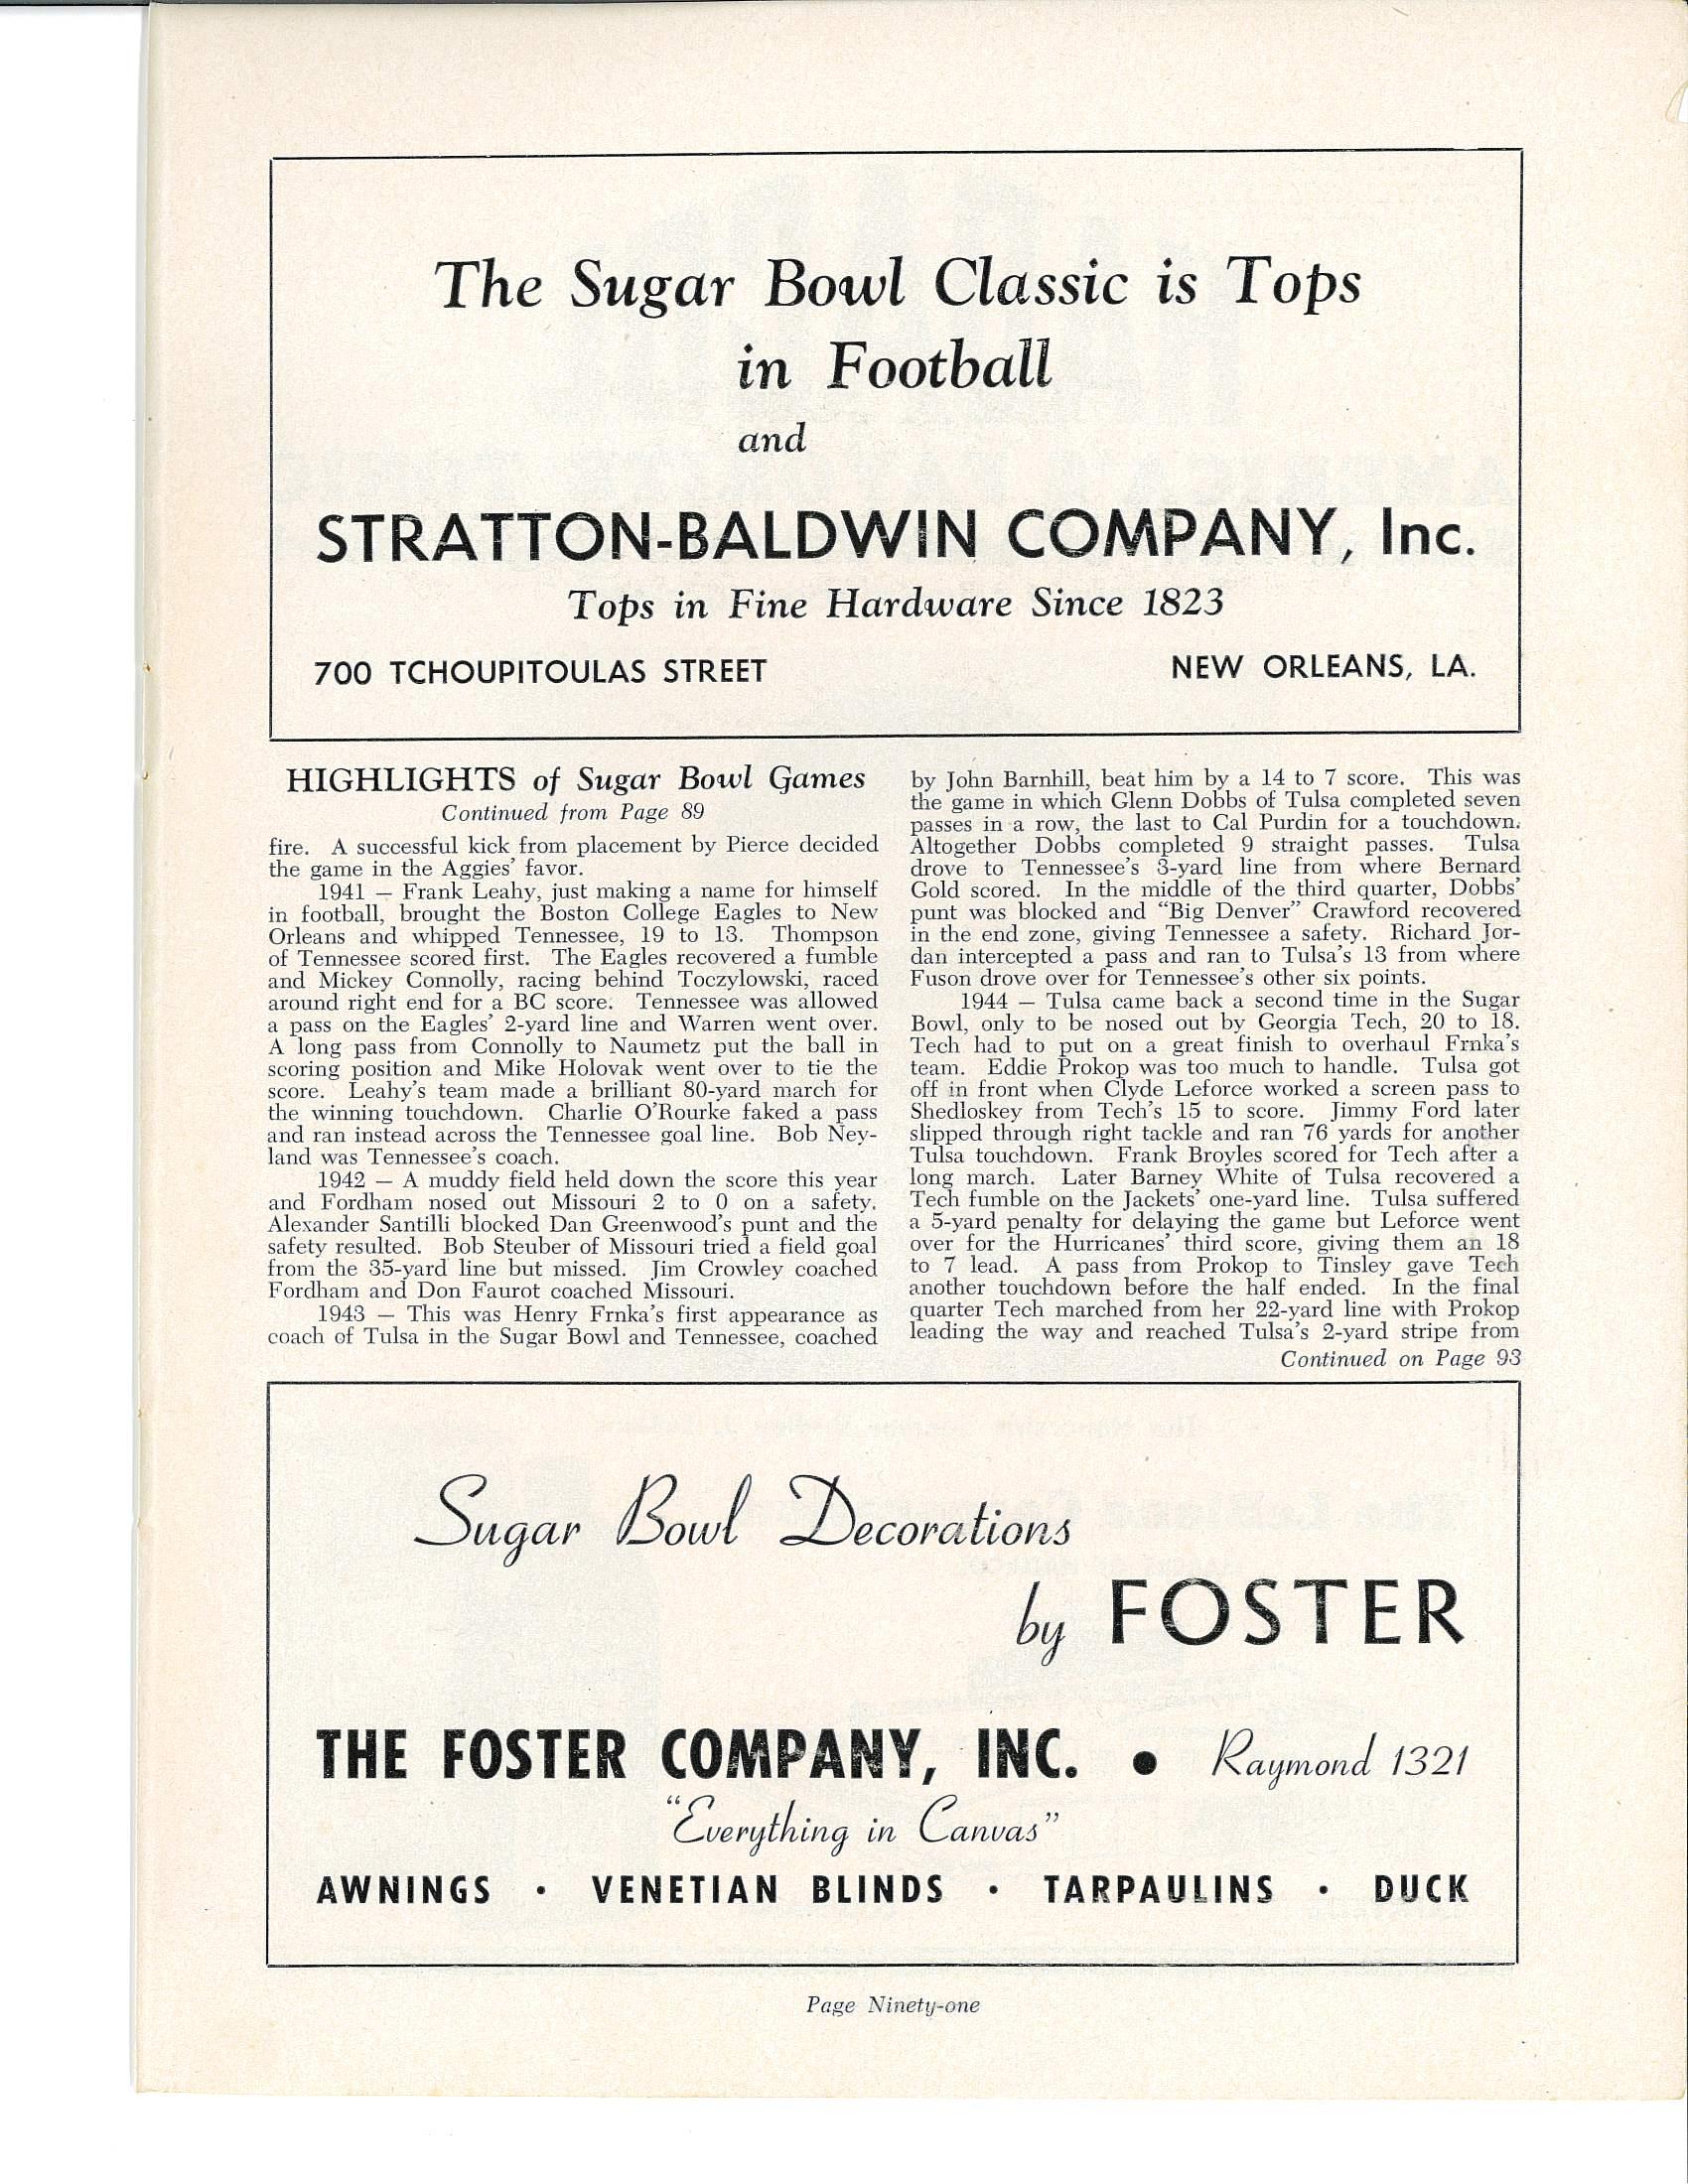 The Sugar Bowl Classic is Tops
in Football
and
STRATTON-BALDWIN COMPANY, Inc.
Tops in Fine Hardware Since 1823
700 TCHOUPITOULAS STREET
NEW ORLEANS, LA.
HIGHLIGHTS of Sugar Bowl Games
Continued from Page 89
fire. A successful kick from placement by Pierce decided
the game in the Aggies' favor.
1941 — Frank Leahy, just making a name for himself
in football, brought the Boston College Eagles to New
Orleans and whipped Tennessee, 19 to 13. Thompson
of Tennessee scored first. The Eagles recovered a fumble
and Mickey Connolly, racing behind Toczylowski, raced
around right end for a BC score. Tennessee was allowed
a pass on the Eagles' 2-yard line and Warren went over.
A long pass from Connolly to Naumetz put the ball in
scoring position and Mike Holovak went over to tie the
score. Leahy's team made a brilliant 80-yard march for
the winning touchdown. Charlie O'Rourke faked a pass
and ran instead across the Tennessee goal line. Bob Ney-
land was Tennessee's coach.
1942 — A muddy field held down the score this year
and Fordham nosed out Missouri 2 to 0 on a safety.
Alexander Santilli blocked Dan Greenwood's punt and the
safety resulted. Bob Steuber of Missouri tried a field goal
from the 35-yard line but missed. Jim Crowley coached
Fordham and Don Faurot coached Missouri.
1943 — This was Henry Frnka's first appearance as
coach of Tulsa in the Sugar Bowl and Tennessee, coached
by John Barnhill, beat him by a 14 to 7 score. This was
the game in which Glenn Dobbs of Tulsa completed seven
passes in a row, the last to Cal Purdin for a touchdown.
Altogether Dobbs completed 9 straight passes. Tulsa
drove to Tennessee's 3-yard line from where Bernard
Gold scored. In the middle of the third quarter, Dobbs'
punt was blocked and "Big Denver" Crawford recovered
in the end zone, giving Tennessee a safety. Richard Jor-
dan intercepted a pass and ran to Tulsa's 13 from where
Fuson drove over for Tennessee's other six points.
1944 — Tulsa came back a second time in the Sugar
Bowl, only to be nosed out by Georgia Tech, 20 to 18.
Tech had to put on a great finish to overhaul Frnka's
team. Eddie Prokop was too much to handle. Tulsa got
off in front when Clyde Leforce worked a screen pass to
Shedloskey from Tech's 15 to score. Jimmy Ford later
slipped through right tackle and ran 76 yards for another
Tulsa touchdown. Frank Broyles scored for Tech after a
long march. Later Barney White of Tulsa recovered a
Tech fumble on the Jackets' one-yard line. Tulsa suffered
a 5-yard penalty for delaying the game but Leforce went
over for the Hurricanes' third score, giving them an 18
to 7 lead. A pass from Prokop to Tinsley gave Tech
another touchdown before the half ended. In the final
quarter Tech marched from her 22-yard line with Prokop
leading the way and reached Tulsa's 2-yard stripe from
Continued on Page 93
Sugar Bowl Decorations
by FOSTER
THE FOSTER COMPANY, INC. • Raymond 1321
"Everything in Canvas"
AWNINGS • VENETIAN BLINDS • TARPAULINS • DUCK
Page Ninety-one